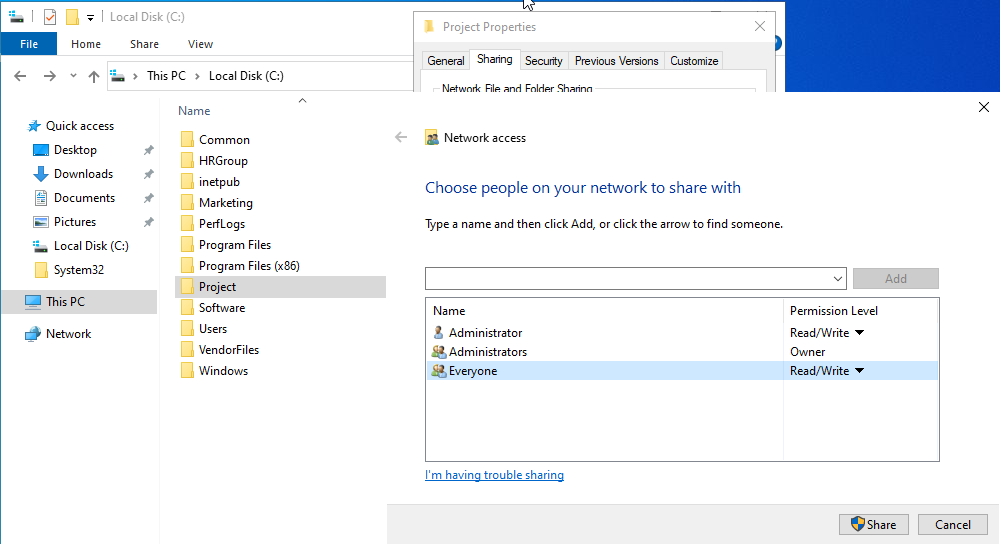 Local Disk (C:)
File
Home
Share
View
This PC
Local Disk (C:)
Project Properties
General
Sharing
Security
Previous Versions
Customize
Network File and Folder Sharing
Quick access
Desktop
Downloads
Documents
Pictures
Local Disk (C:)
System32
This PC
Network
Name
Common
HRGroup
inetpub
Marketing
PerfLogs
Program Files
Program Files (x86)
Project
Software
Users
VendorFiles
Windows
Network access
Choose people on your network to share with
Type a name and then click Add, or click the arrow to find someone.
Add
Name Permission Level
Administrator Read/Write
Administrators Owner
Everyone Read/Write
I'm having trouble sharing
Share
Cancel